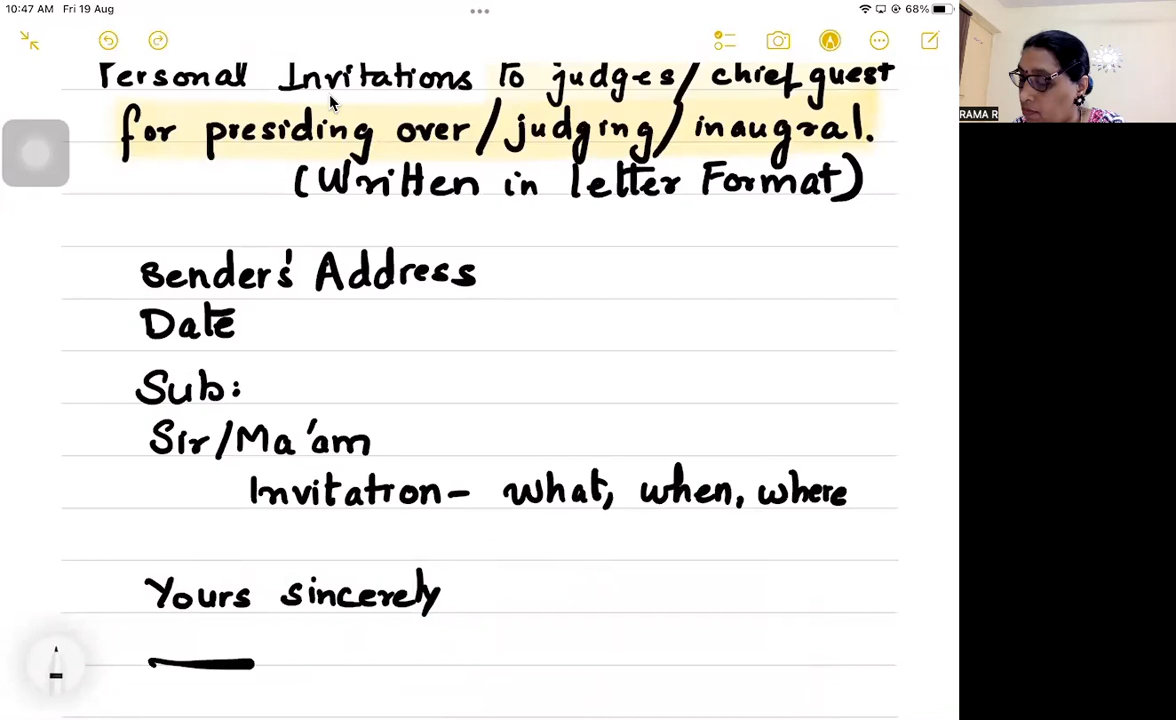 10:47 AM Fri 19 Aug
68%
Personal Invitations to judges/chief guest
for presiding over/judging/inaugral.
(Written in letter Format)
Sender's Address
Date
Sub:
Sir/Ma'am
Invitation- what, when, where
Yours sincerely
RAMA R